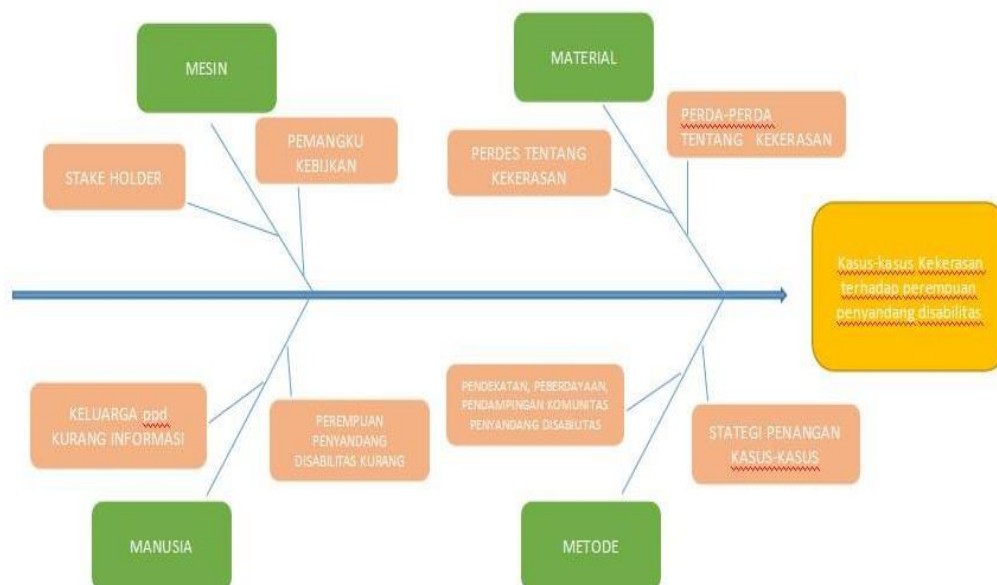 MESIN
MATERIAL
STAKE HOLDER
PEMANGKU
KEBIJKAN
PERDES TENTANG
KEKERASAN
PERDA-PERDA
TENTANG KEKERASAN
Kasus-kasus Kekerasan
terhadap perempuan
penyandang disabilitas
KELUARGA ppd
KURANG INFORMASI
PEREMPUAN
PENYANDANG
DISABILITAS KURANG
PENDEKATAN, PEBERDAYAAN,
PENDAMPINGAN KOMUNITAS
PENYANDANG DISABIUTAS
STATEGI PENANGAN
KASUS-KASUS
MANUSIA
METODE